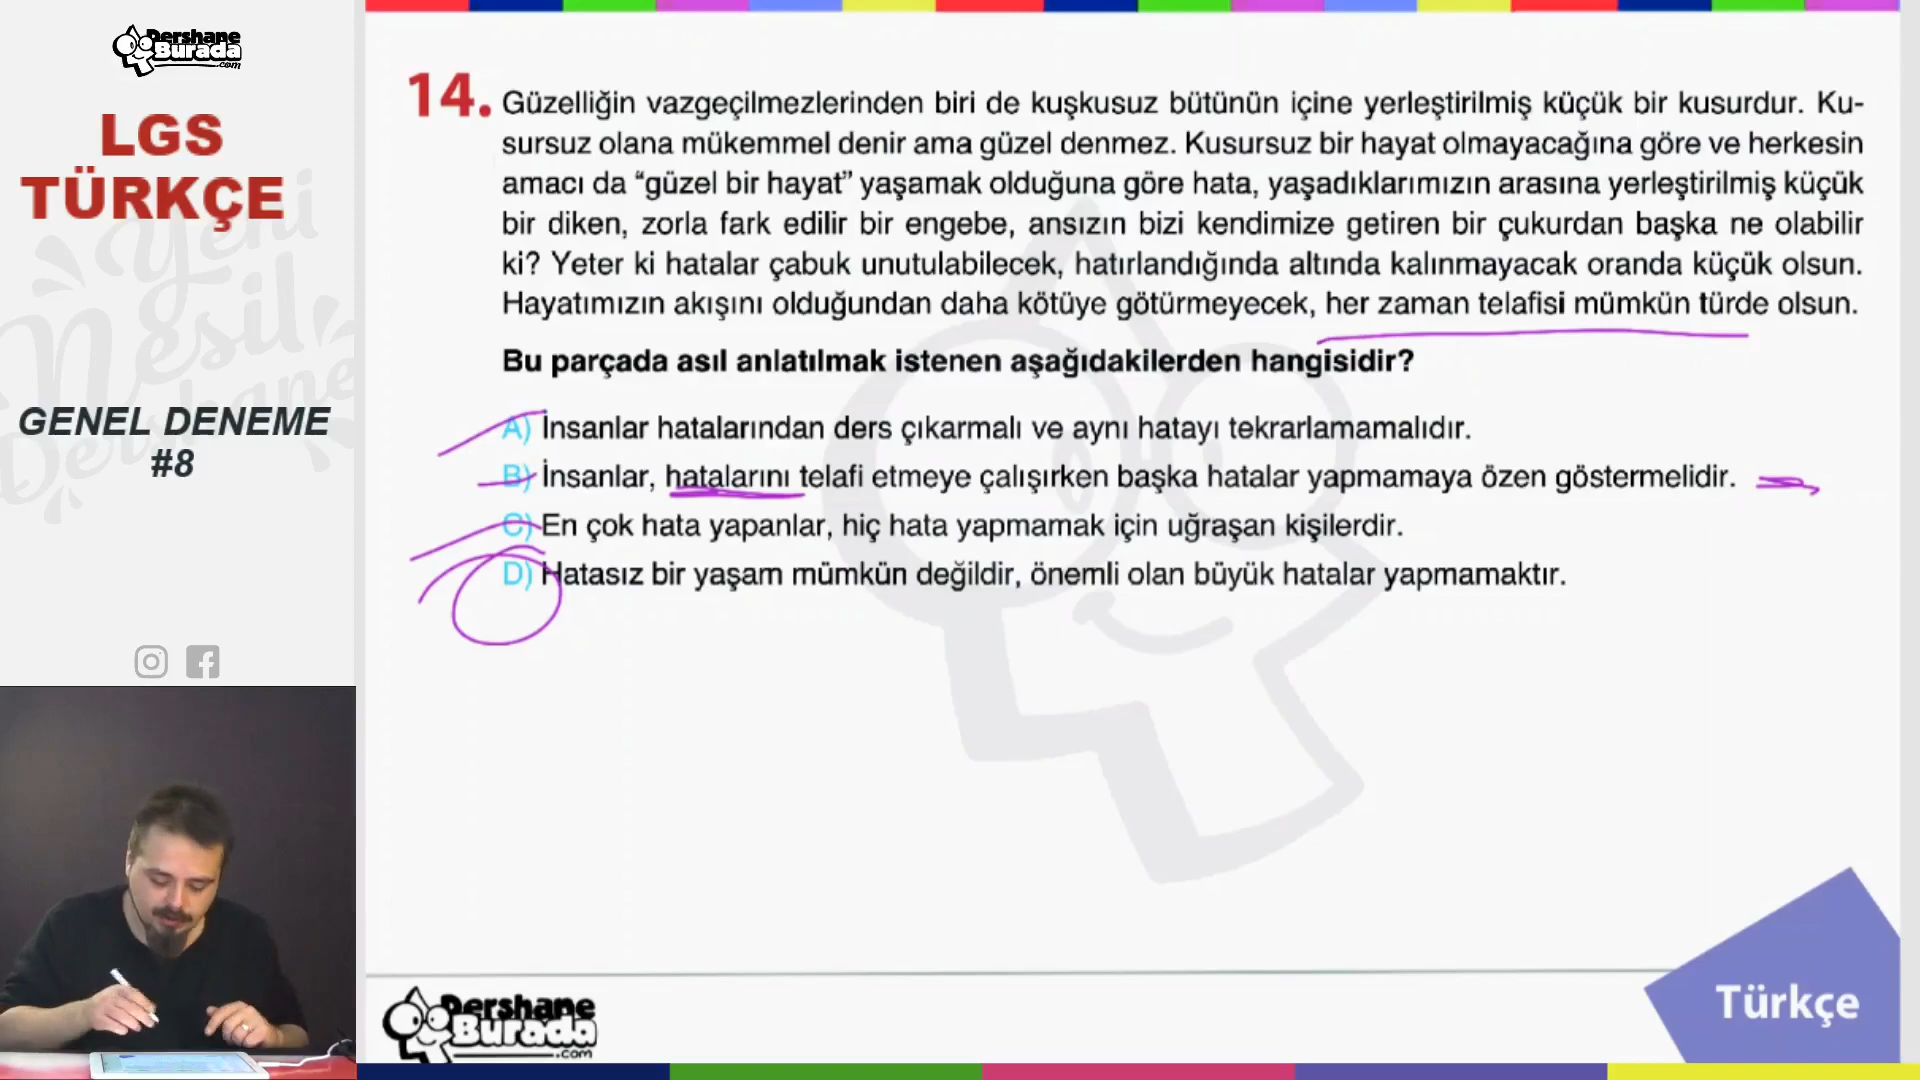 Dershane
Burada
.com
LGS
TÜRKÇE
Yeni
Nesil
Dershane
GENEL DENEME
#8
14. Güzelliğin vazgeçilmezlerinden biri de kuşkusuz bütünün içine yerleştirilmiş küçük bir kusurdur. Ku-
sursuz olana mükemmel denir ama güzel denmez. Kusursuz bir hayat olmayacağına göre ve herkesin
amacı da “güzel bir hayat” yaşamak olduğuna göre hata, yaşadıklarımızın arasına yerleştirilmiş küçük
bir diken, zorla fark edilir bir engebe, ansızın bizi kendimize getiren bir çukurdan başka ne olabilir
ki? Yeter ki hatalar çabuk unutulabilecek, hatırlandığında altında kalınmayacak oranda küçük olsun.
Hayatımızın akışını olduğundan daha kötüye götürmeyecek, her zaman telafisi mümkün türde olsun.
Bu parçada asıl anlatılmak istenen aşağıdakilerden hangisidir?
A) İnsanlar hatalarından ders çıkarmalı ve aynı hatayı tekrarlamamalıdır.
B) İnsanlar, hatalarını telafi etmeye çalışırken başka hatalar yapmamaya özen göstermelidir.
C) En çok hata yapanlar, hiç hata yapmamak için uğraşan kişilerdir.
D) Hatasız bir yaşam mümkün değildir, önemli olan büyük hatalar yapmamaktır.
Dershane
Burada
.com
Türkçe